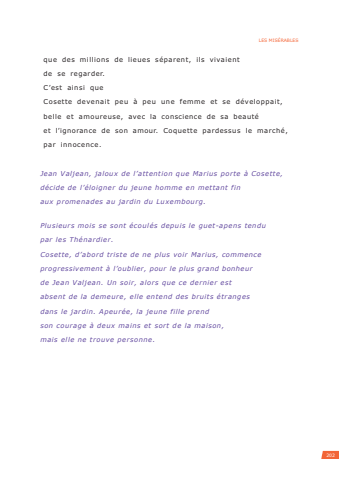 LES MISÉRABLES
que des millions de lieues séparent, ils vivaient
de se regarder.
C'est ainsi que
Cosette devenait peu à peu une femme et se développait,
belle et amoureuse, avec la conscience de sa beauté
et l'ignorance de son amour. Coquette pardessus le marché,
par innocence.
Jean Valjean, jaloux de l'attention que Marius porte à Cosette,
décide de l'éloigner du jeune homme en mettant fin
aux promenades au jardin du Luxembourg.
Plusieurs mois se sont écoulés depuis le guet-apens tendu
par les Thénardier.
Cosette, d'abord triste de ne plus voir Marius, commence
progressivement à l'oublier, pour le plus grand bonheur
de Jean Valjean. Un soir, alors que ce dernier est
absent de la demeure, elle entend des bruits étranges
dans le jardin. Apeurée, la jeune fille prend
son courage à deux mains et sort de la maison,
mais elle ne trouve personne.
202